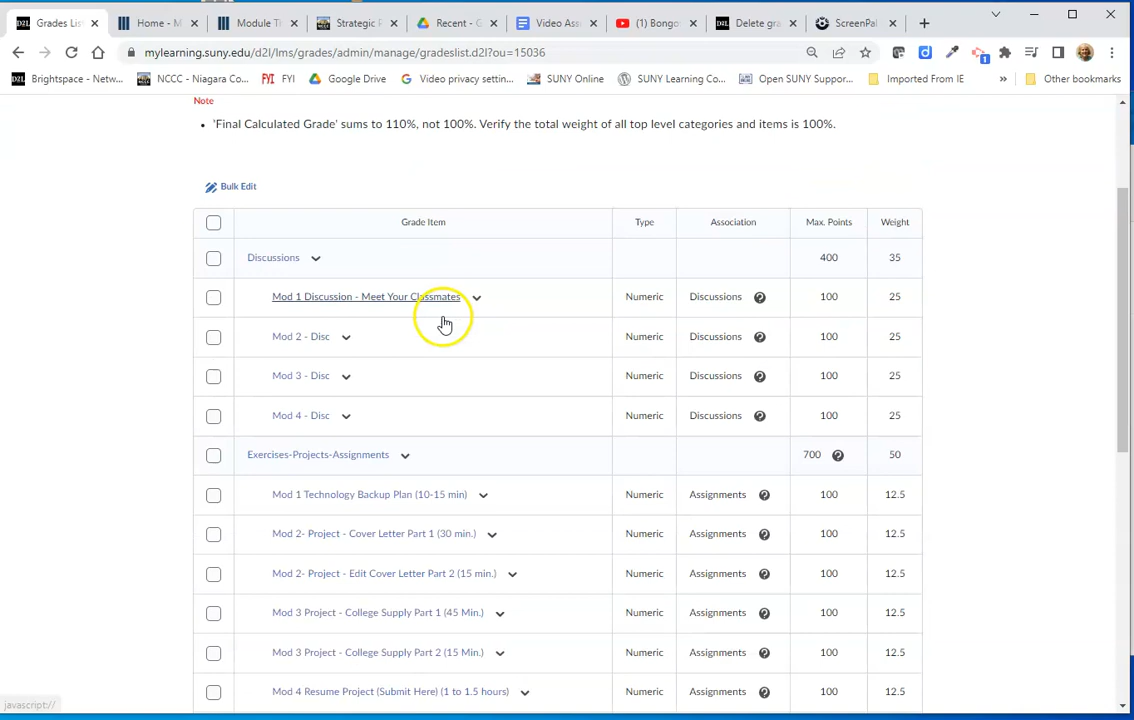 Grades Lis
Home - M
Module Ti
Strategic P
Recent - G
Video Ass
Bongo
Delete gra
ScreenPal
mylearning.suny.edu/d2l/lms/grades/admin/manage/gradeslist.d2l?ou=15036
Brightspace - Netw...
NCCC - Niagara Co...
FYI
Google Drive
Video privacy settin...
SUNY Online
SUNY Learning Co...
Open SUNY Suppor...
Imported From IE
»
Other bookmarks
Note
'Final Calculated Grade' sums to 110%, not 100%. Verify the total weight of all top level categories and items is 100%.
Bulk Edit
Grade Item Type Association Max. Points Weight
Discussions 400 35
Mod 1 Discussion - Meet Your Classmates Numeric Discussions 100 25
Mod 2 - Disc Numeric Discussions 100 25
Mod 3 - Disc Numeric Discussions 100 25
Mod 4 - Disc Numeric Discussions 100 25
Exercises-Projects-Assignments 700 50
Mod 1 Technology Backup Plan (10-15 min) Numeric Assignments 100 12.5
Mod 2- Project - Cover Letter Part 1 (30 min.) Numeric Assignments 100 12.5
Mod 2- Project - Edit Cover Letter Part 2 (15 min.) Numeric Assignments 100 12.5
Mod 3 Project - College Supply Part 1 (45 Min.) Numeric Assignments 100 12.5
Mod 3 Project - College Supply Part 2 (15 Min.) Numeric Assignments 100 12.5
Mod 4 Resume Project (Submit Here) (1 to 1.5 hours) Numeric Assignments 100 12.5
javascript://